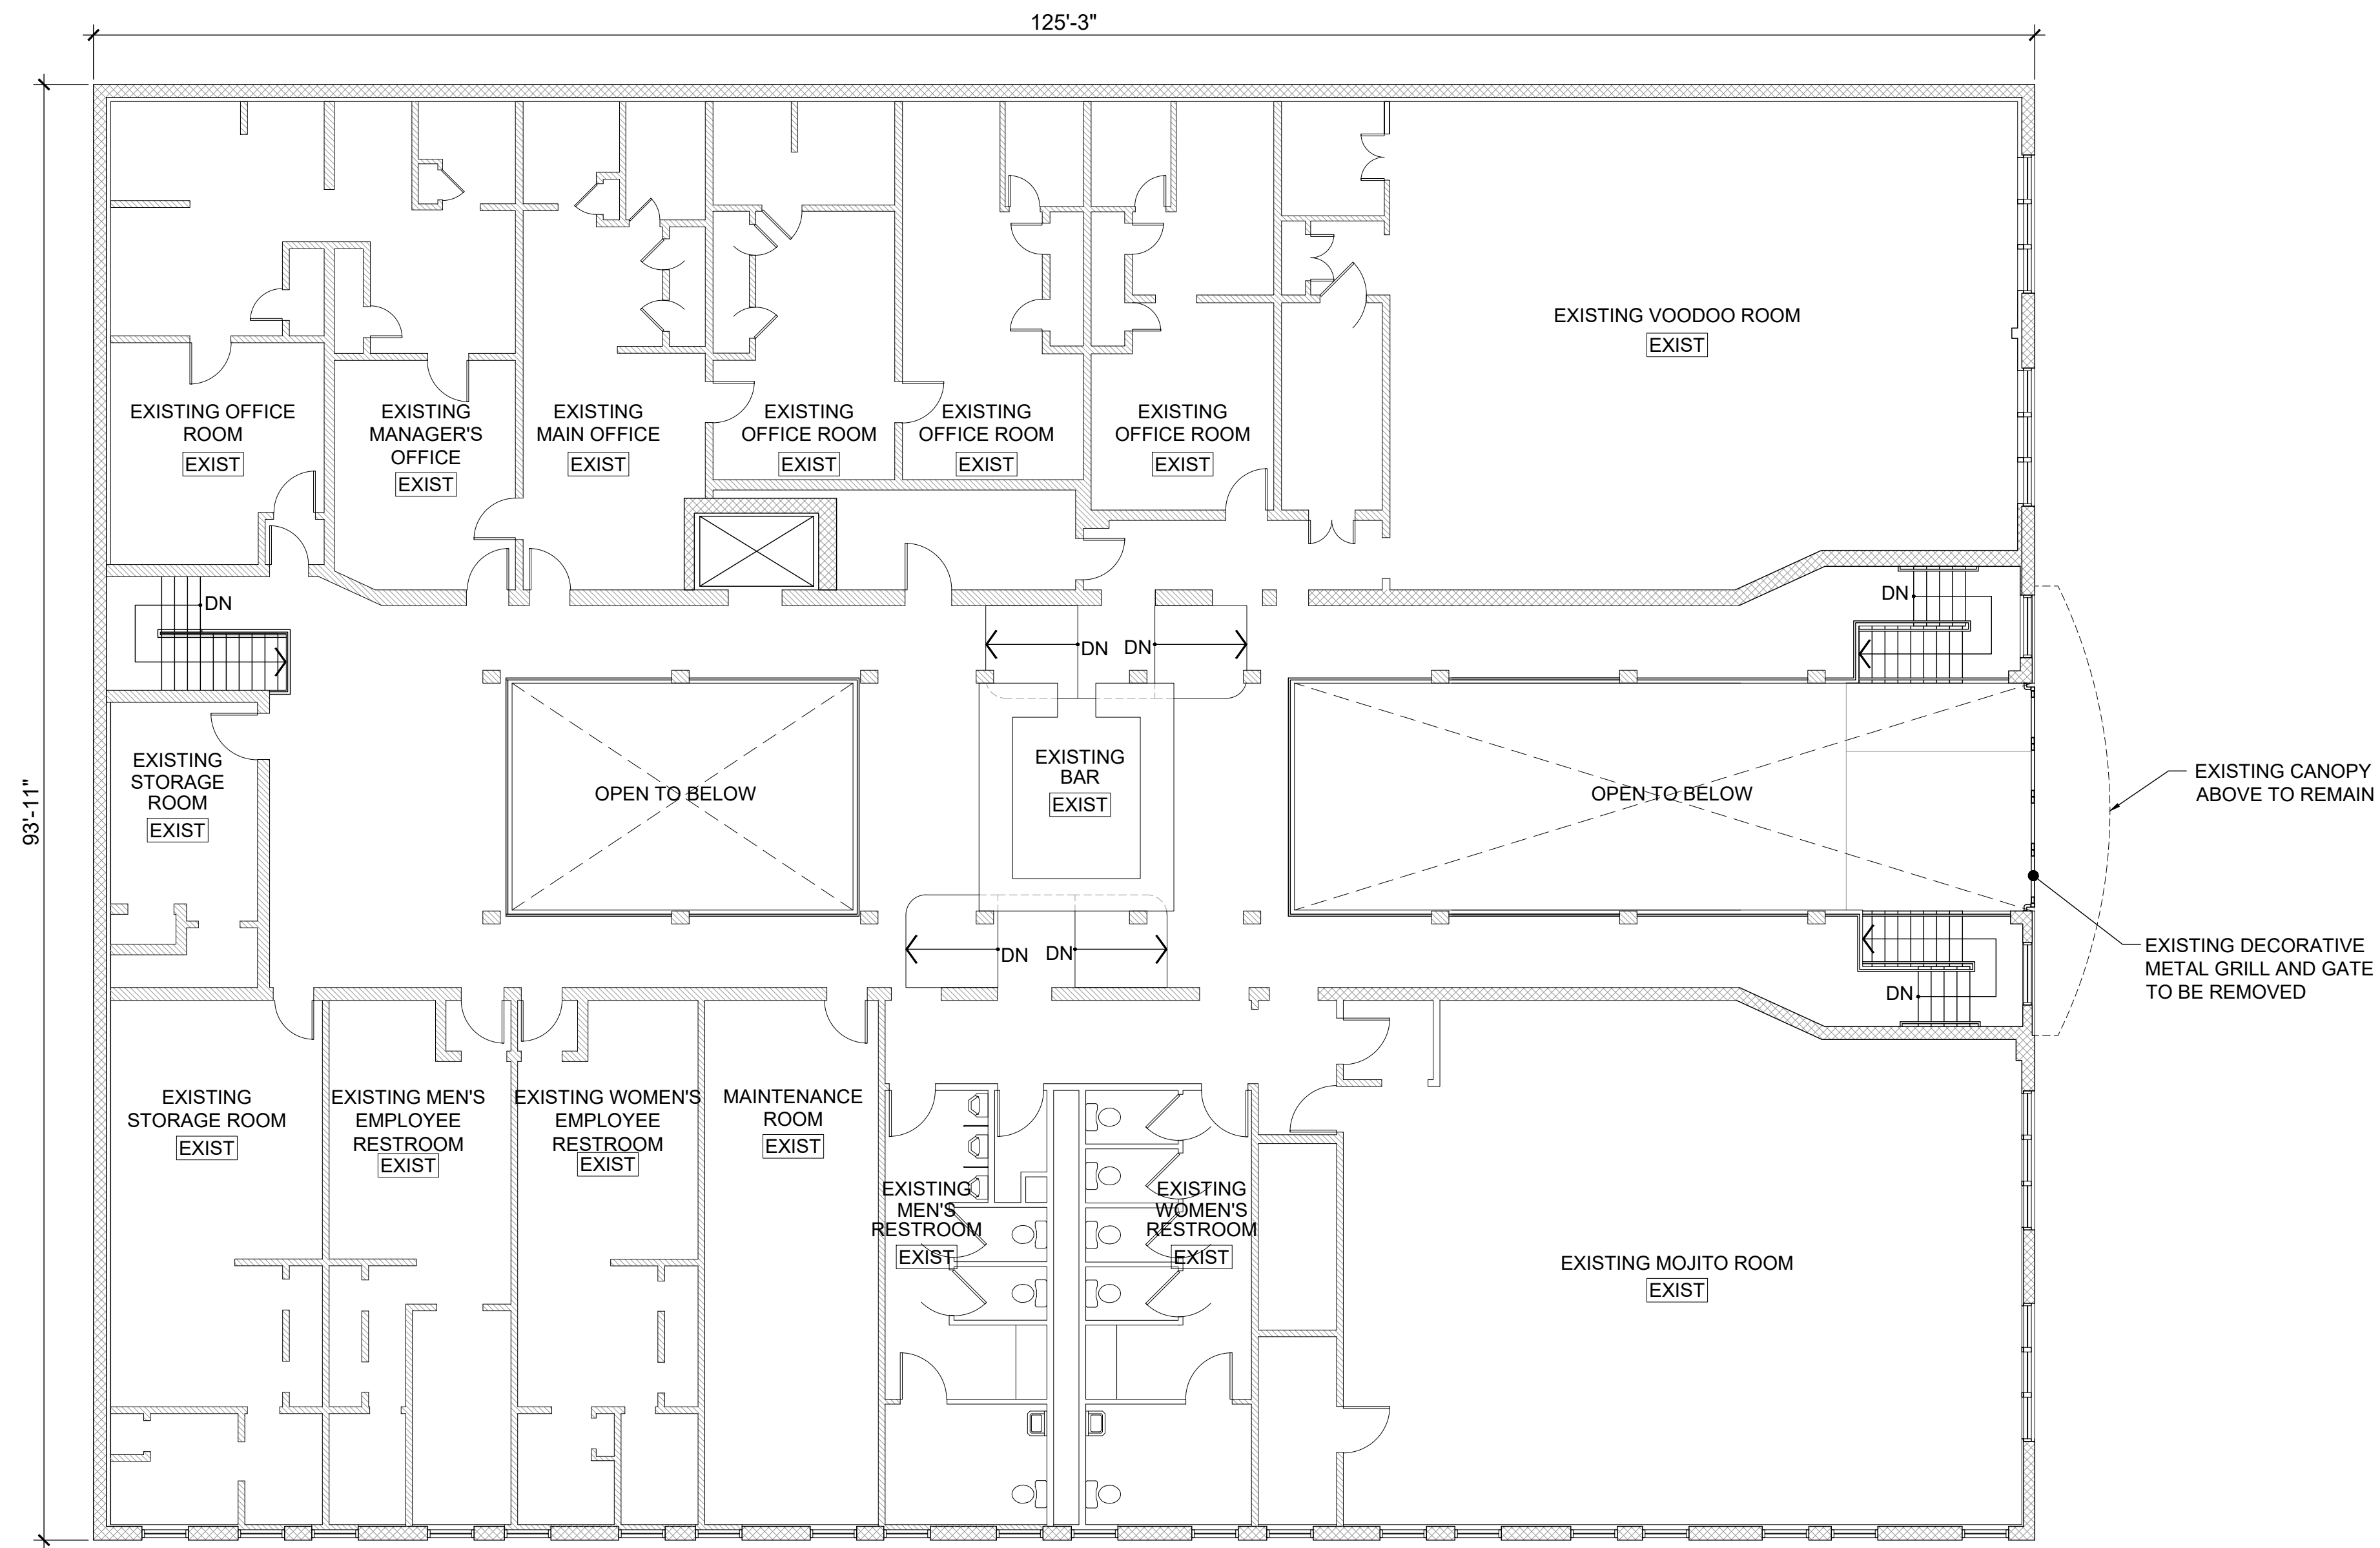 125'-3"
93'-11"
EXISTING VOODOO ROOM
EXIST
EXISTING OFFICE
ROOM
EXIST
EXISTING
MANAGER'S
OFFICE
EXIST
EXISTING
MAIN OFFICE
EXIST
EXISTING
OFFICE ROOM
EXIST
EXISTING
OFFICE ROOM
EXIST
EXISTING
OFFICE ROOM
EXIST
DN
DN
DN
DN
EXISTING
STORAGE
ROOM
EXIST
OPEN TO BELOW
EXISTING
BAR
EXIST
OPEN TO BELOW
EXISTING CANOPY
ABOVE TO REMAIN
DN
DN
DN
EXISTING DECORATIVE
METAL GRILL AND GATE
TO BE REMOVED
EXISTING
STORAGE ROOM
EXIST
EXISTING MEN'S
EMPLOYEE
RESTROOM
EXIST
EXISTING WOMEN'S
EMPLOYEE
RESTROOM
EXIST
MAINTENANCE
ROOM
EXIST
EXISTING
MEN'S
RESTROOM
EXIST
EXISTING
WOMEN'S
RESTROOM
EXIST
EXISTING MOJITO ROOM
EXIST